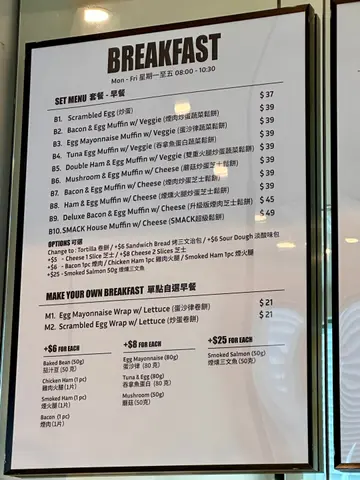 BREAKFAST
Mon - Fri 星期一至五 08:00 - 10:30
SET MENU 套餐 - 早餐
B1. Scrambled Egg (炒蛋) $ 37
B2. Bacon & Egg Muffin w/ Veggie (煙肉炒蛋蔬菜鬆餅) $ 39
B3. Egg Mayonnaise Muffin w/ Veggie (蛋沙律蔬菜鬆餅) $ 39
B4. Tuna Egg Muffin w/ Veggie (吞拿魚蛋白蔬菜鬆餅) $ 39
B5. Double Ham & Egg Muffin w/ Veggie (雙重火腿炒蛋蔬菜鬆餅) $ 39
B6. Mushroom & Egg Muffin w/ Cheese (蘑菇炒蛋芝士鬆餅) $ 39
B7. Bacon & Egg Muffin w/ Cheese (煙肉炒蛋芝士鬆餅) $ 39
B8. Ham & Egg Muffin w/ Cheese (煙燻火腿炒蛋芝士鬆餅) $ 39
B9. Deluxe Bacon & Egg Muffin w/ Cheese (升級版煙肉芝士鬆餅) $ 45
B10. SMACK House Muffin w/ Cheese (SMACK超級鬆餅) $ 49
OPTIONS 可選
Change to : Tortilla 卷餅 / +$6 Sandwich Bread 烤三文治包 / +$6 Sour Dough 淡酸味包
+$5 - Cheese 1 Slice 芝士 / +$8 Cheese 2 Slices 芝士
+$6 - Bacon 1pc 煙肉 / Chicken Ham 1pc 雞肉火腿 / Smoked Ham 1pc 煙火腿
+$25 - Smoked Salmon 50g 煙燻三文魚
MAKE YOUR OWN BREAKFAST 單點自選早餐
M1. Egg Mayonnaise Wrap w/ Lettuce (蛋沙律卷餅) $ 21
M2. Scrambled Egg Wrap w/ Lettuce (炒蛋卷餅) $ 21
+$6 FOR EACH
Baked Bean (50g)
茄汁豆 (50 克)
Chicken Ham (1 pc)
雞肉火腿 (1片)
Smoked Ham (1 pc)
煙火腿 (1片)
Bacon (1 pc)
煙肉 (1片)
+$8 FOR EACH
Egg Mayonnaise (80g)
蛋沙律 (80 克)
Tuna & Egg (80g)
吞拿魚蛋白 (80 克)
Mushroom (50g)
蘑菇 (50 克)
+$25 FOR EACH
Smoked Salmon (50g)
煙燻三文魚 (50克)